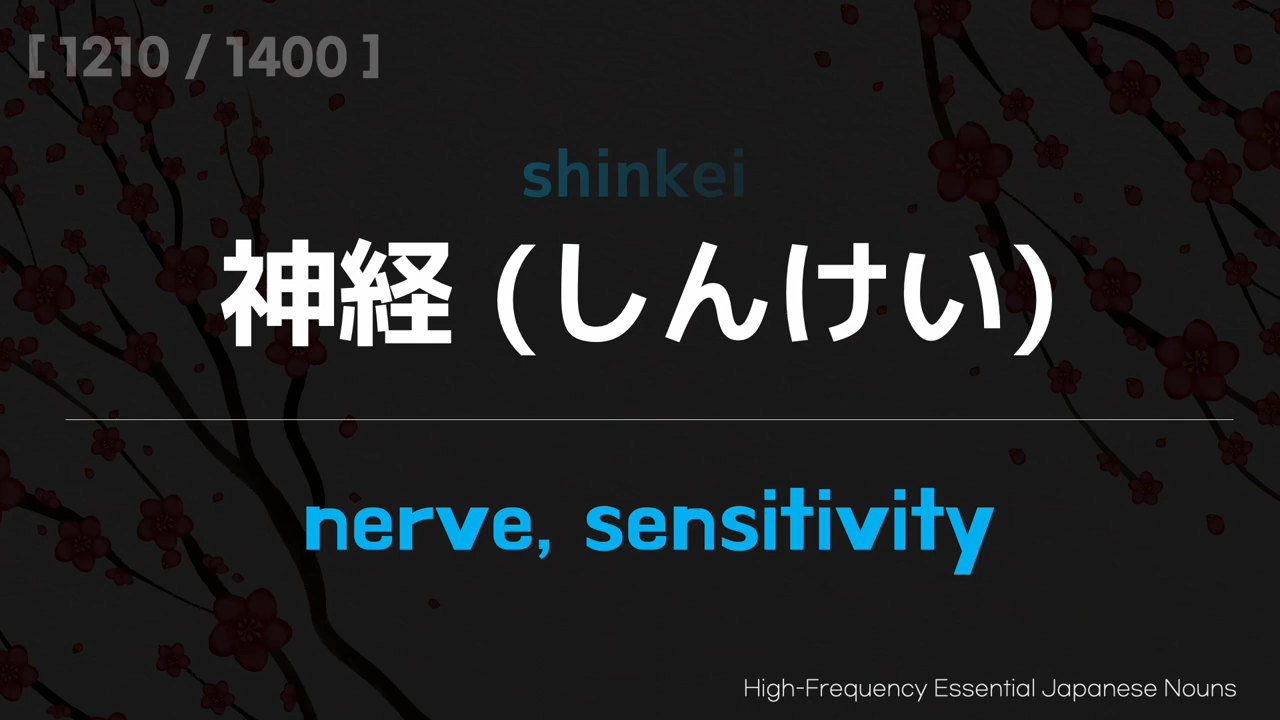 [ 1210 / 1400 ]
shinkei
神経 (しんけい)
nerve, sensitivity
High-Frequency Essential Japanese Nouns